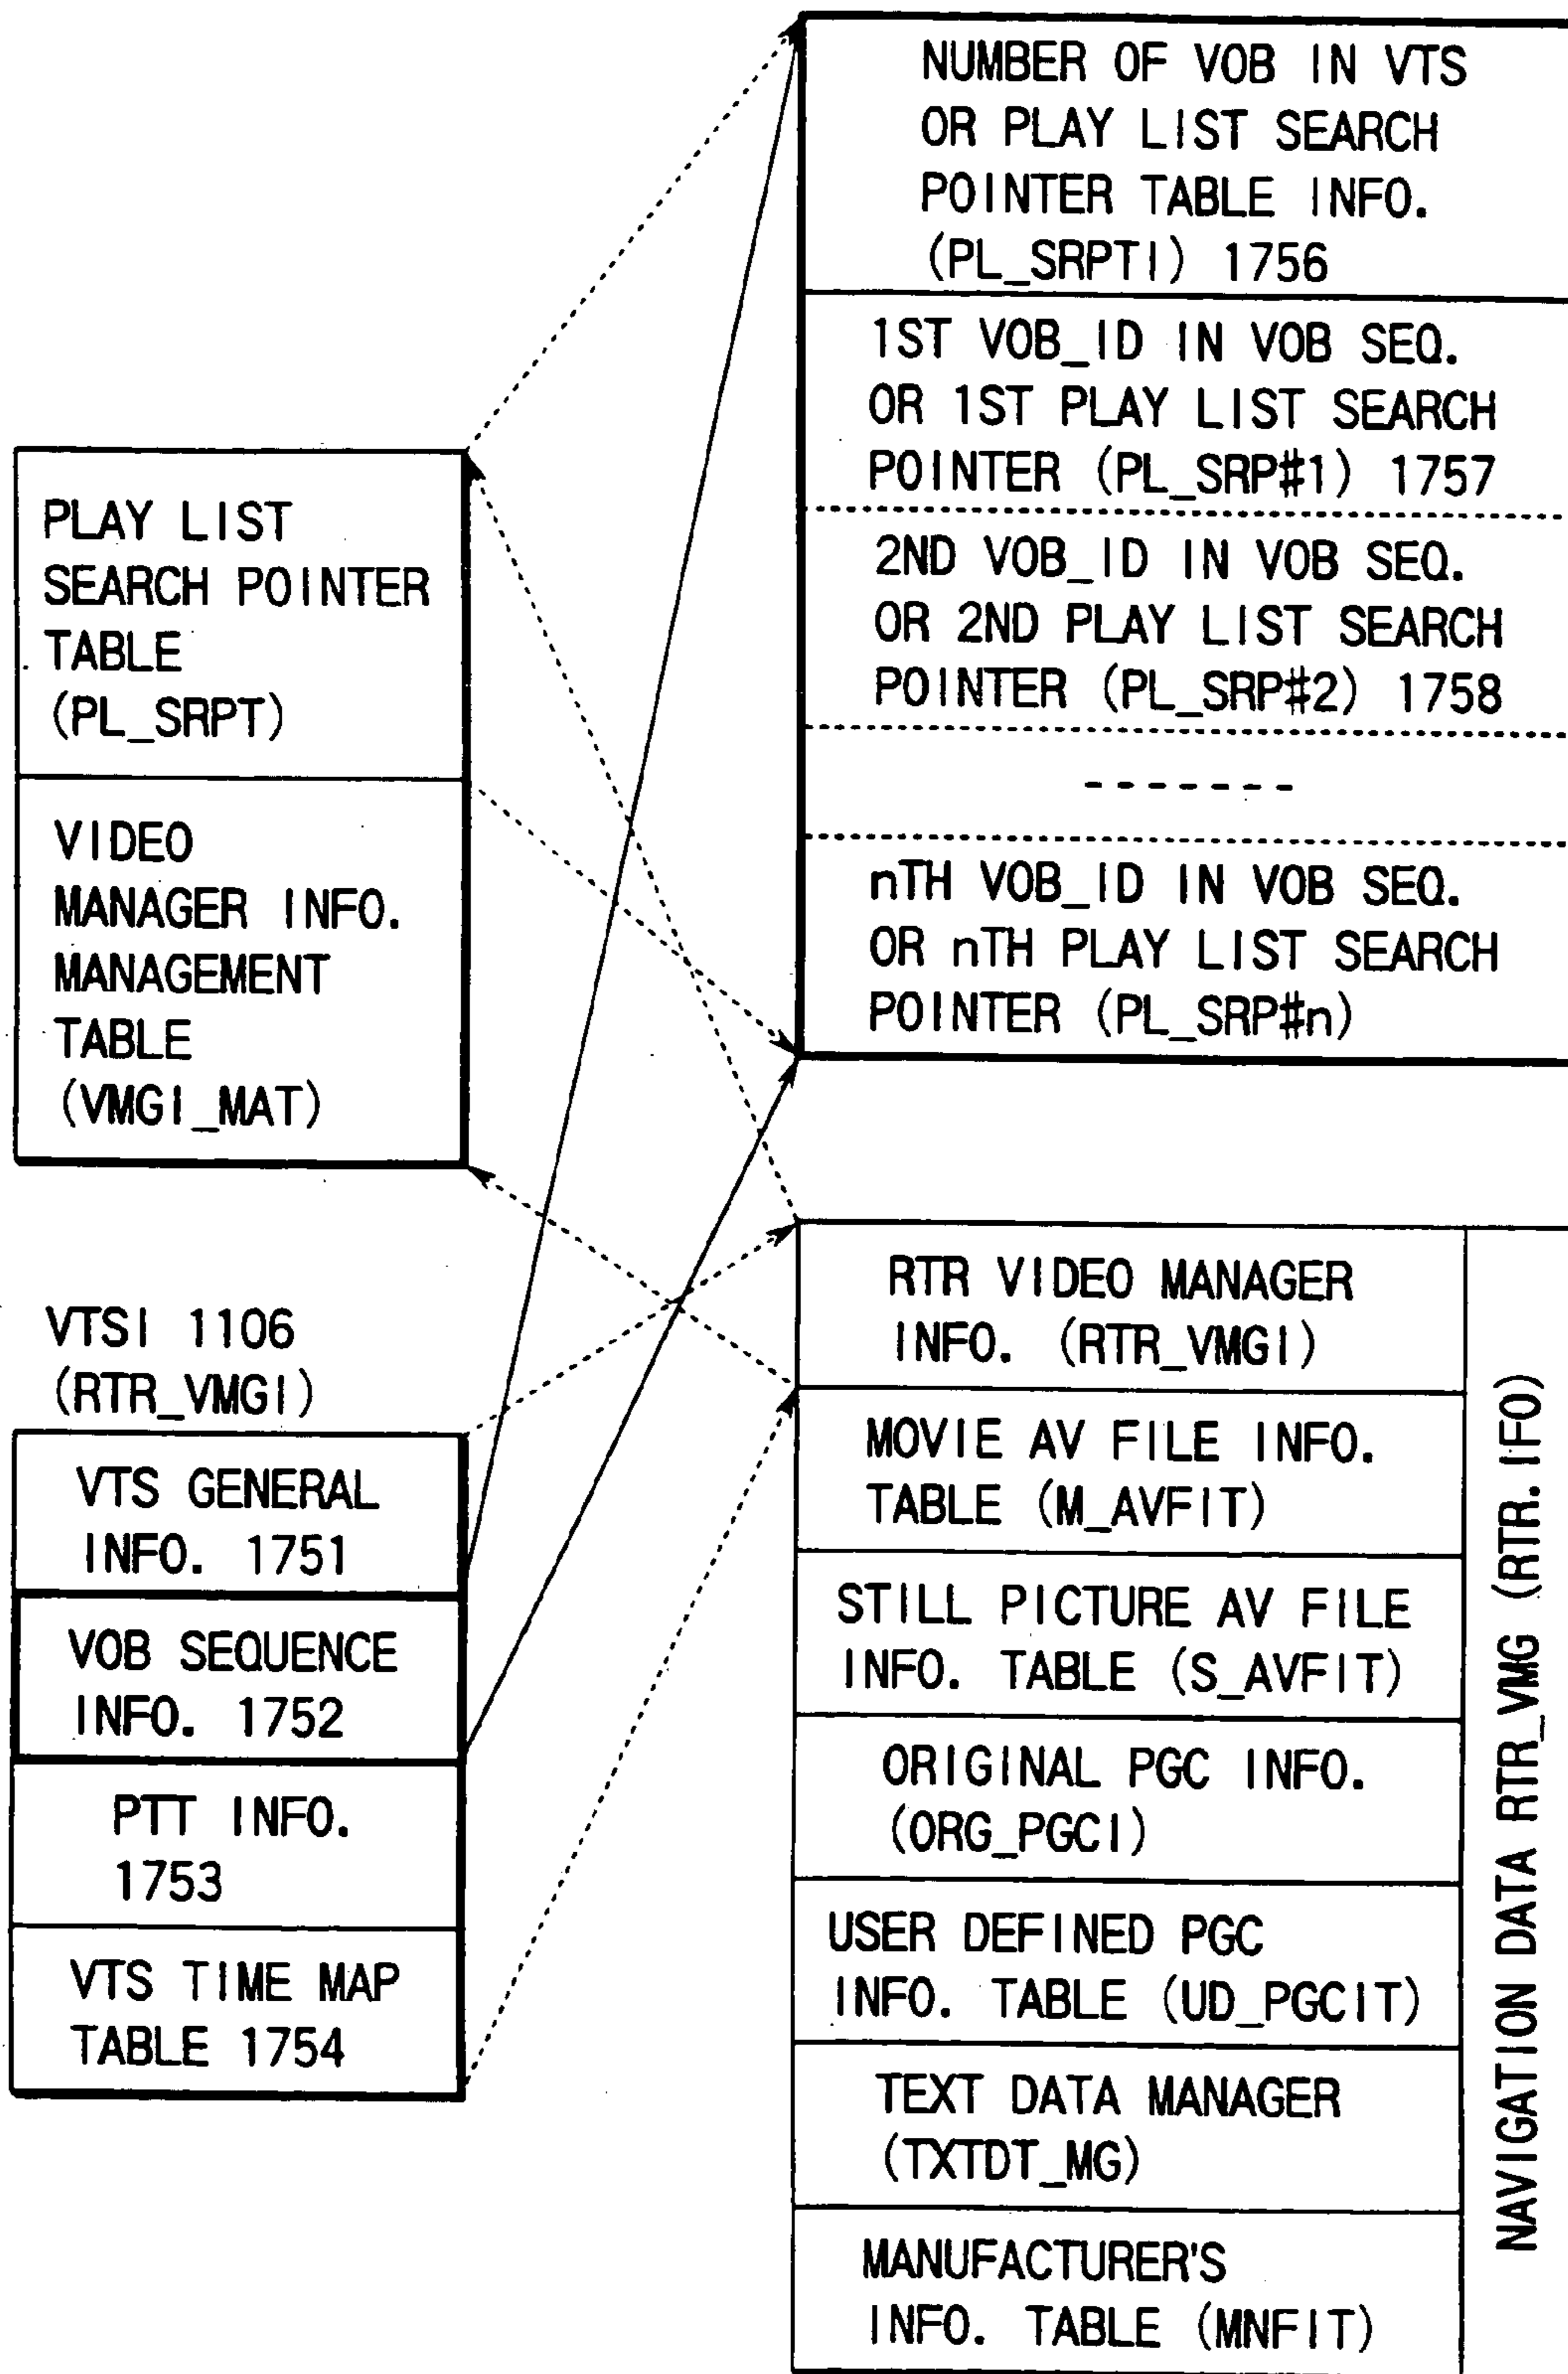 PLAY LIST
SEARCH POINTER
TABLE
(PL_SRPT)
VIDEO
MANAGER INFO.
MANAGEMENT
TABLE
(VMGI_MAT)
VTSI 1106
(RTR_VMGI)
VTS GENERAL
INFO. 1751
VOB SEQUENCE
INFO. 1752
PTT INFO.
1753
VTS TIME MAP
TABLE 1754
NUMBER OF VOB IN VTS
OR PLAY LIST SEARCH
POINTER TABLE INFO.
(PL_SRPTI) 1756
1ST VOB_ID IN VOB SEQ.
OR 1ST PLAY LIST SEARCH
POINTER (PL_SRP#1) 1757
2ND VOB_ID IN VOB SEQ.
OR 2ND PLAY LIST SEARCH
POINTER (PL_SRP#2) 1758
-------
nTH VOB_ID IN VOB SEQ.
OR nTH PLAY LIST SEARCH
POINTER (PL_SRP#n)
RTR VIDEO MANAGER
INFO. (RTR_VMGI)
MOVIE AV FILE INFO.
TABLE (M_AVFIT)
STILL PICTURE AV FILE
INFO. TABLE (S_AVFIT)
ORIGINAL PGC INFO.
(ORG_PGCI)
USER DEFINED PGC
INFO. TABLE (UD_PGCIT)
TEXT DATA MANAGER
(TXTDT_MG)
MANUFACTURER'S
INFO. TABLE (MNFIT)
NAVIGATION DATA RTR_VMG (RTR.IFO)